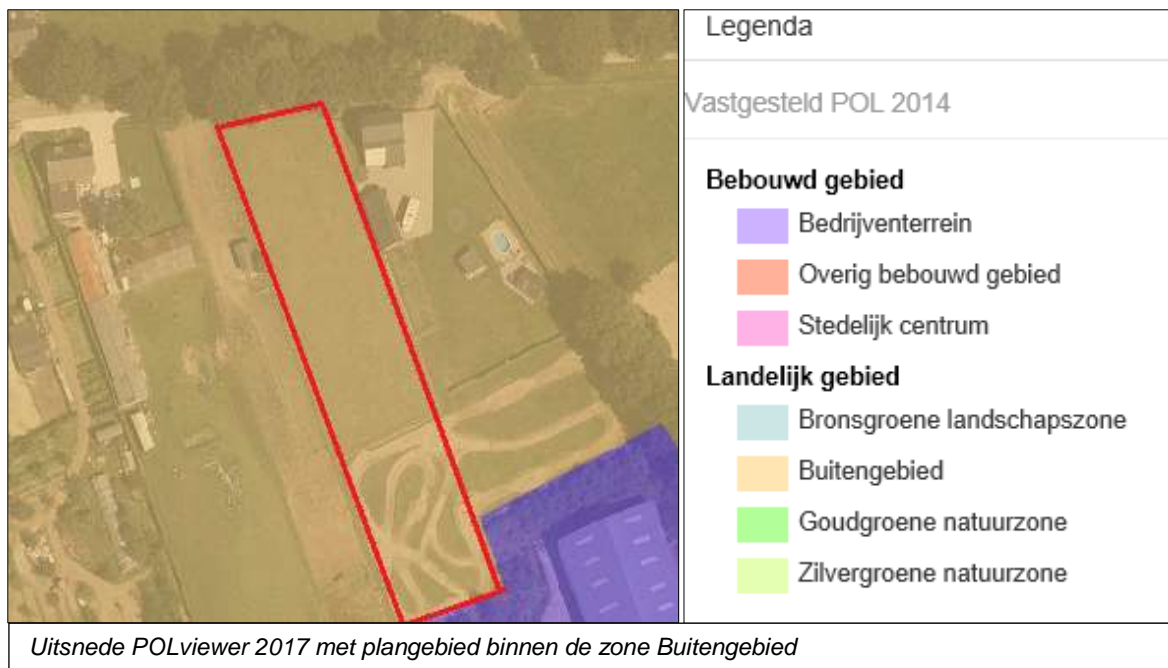 Legenda
Vastgesteld POL 2014
Bebouwd gebied
Bedrijventerrein
Overig bebouwd gebied
Stedelijk centrum
Landelijk gebied
Bronsgroene landschapszone
Buitengebied
Goudgroene natuurzone
Zilvergroene natuurzone
Uitsnede POLviewer 2017 met plangebied binnen de zone Buitengebied